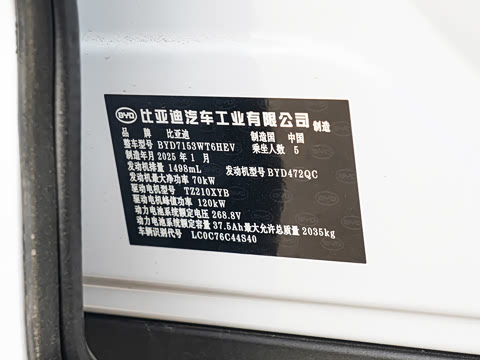 BYD 比亚迪汽车工业有限公司 制造
品 牌 比亚迪 制造国 中国
整车型号 BYD7153WT6HEV 乘坐人数 5
制造年月 2025 年 1 月
发动机排量 1498mL 发动机型号 BYD472QC
发动机最大净功率 70kW
驱动电机型号 TZ210XYB
驱动电机峰值功率 120kW
动力电池系统额定电压 268.8V
动力电池系统额定容量 37.5Ah 最大允许总质量 2035kg
车辆识别代号 LC0C76C44S40